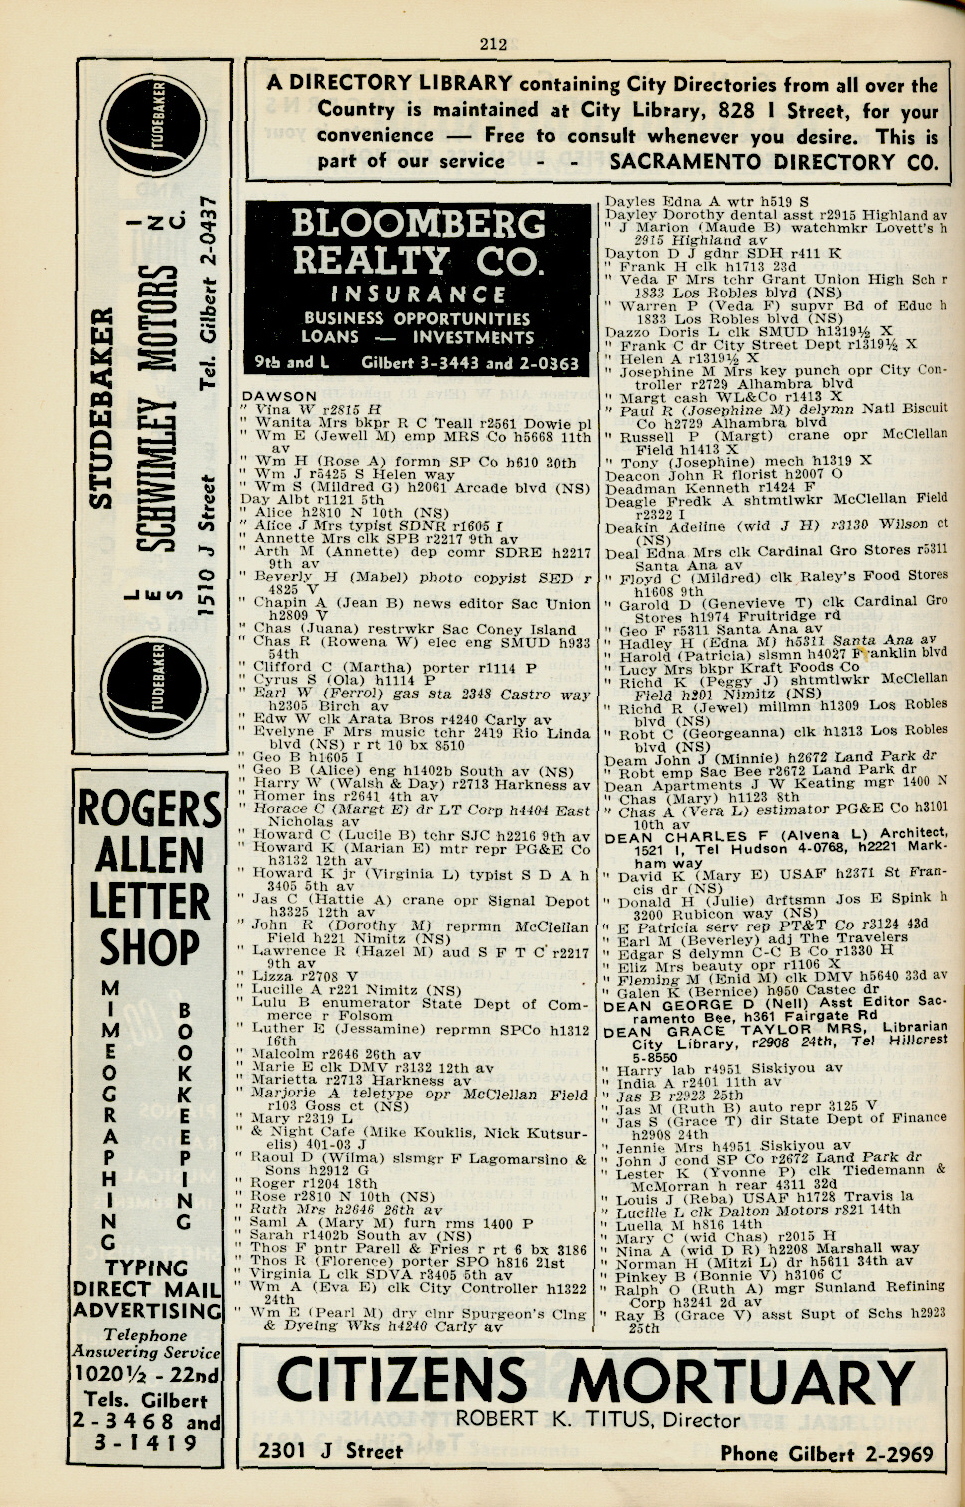 212
A DIRECTORY LIBRARY containing City Directories from all over the
Country is maintained at City Library, 828 I Street, for your
convenience — Free to consult whenever you desire. This is
part of our service - - - SACRAMENTO DIRECTORY CO.
STUDEBAKER
STUDEBAKER
LES SCHWIMLEY MOTORS INC.
1510 J Street Tel. Gilbert 2-0437
STUDEBAKER
ROGERS
ALLEN
LETTER
SHOP
MIMEOGRAPHING
BOOKKEEPING
TYPING
DIRECT MAIL
ADVERTISING
Telephone
Answering Service
1020½ - 22nd
Tels. Gilbert
2-3468 and
3-1419
BLOOMBERG
REALTY CO.
INSURANCE
BUSINESS OPPORTUNITIES
LOANS — INVESTMENTS
9th and L Gilbert 3-3443 and 2-0363
DAWSON
" Vina W r2815 H
" Wanita Mrs bkpr R C Teall r2561 Dowie pl
" Wm E (Jewel M) emp MRS Co h5668 11th
av
" Wm H (Rose A) formn SP Co h610 30th
" Wm J r5425 S Helen way
" Wm S (Mildred G) h2061 Arcade blvd (NS)
Day Albt r1121 5th
" Alice h2810 N 10th (NS)
" Alice J Mrs typist SDNR r1605 I
" Annette Mrs clk SPB r2217 9th av
" Arth M (Annette) dep comr SDRE h2217
9th av
" Beverly H (Mabel) photo copyist SED r
4825 V
" Chapin A (Jean B) news editor Sac Union
h2809 V
" Chas (Juana) restrwkr Sac Coney Island
" Chas R (Rowena W) elec eng SMUD h933
54th
" Clifford C (Martha) porter r1114 P
" Cyrus S (Ola) h1114 P
" Earl W (Ferrol) gas sta 2348 Castro way
h2305 Birch av
" Edw W clk Arata Bros r4240 Carly av
" Evelyne F Mrs music tchr 2419 Rio Linda
blvd (NS) r rt 10 bx 8510
" Geo B h1605 I
" Geo B (Alice) eng h1402b South av (NS)
" Harry W (Walsh & Day) r2713 Harkness av
" Homer ins r2641 4th av
" Horace C (Margt E) dr LT Corp h4404 East
Nicholas av
" Howard C (Lucile B) tchr SJC h2216 9th av
" Howard K (Marian E) mtr repr PG&E Co
h3132 12th av
" Howard K jr (Virginia L) typist S D A h
3405 5th av
" Jas C (Hattie A) crane opr Signal Depot
h3325 12th av
" John R (Dorothy M) reprmn McClellan
Field h221 Nimitz (NS)
" Lawrence R (Hazel M) aud S F T C r2217
9th av
" Lizza r2708 V
" Lucille A r221 Nimitz (NS)
" Lulu B enumerator State Dept of Com-
merce r Folsom
" Luther E (Jessamine) reprmn SPCo h1312
16th
" Malcolm r2646 26th av
" Marie E clk DMV r3132 12th av
" Marietta r2713 Harkness av
" Marjorie A teletype opr McClellan Field
r103 Goss ct (NS)
" Mary r2319 L
" & Night Cafe (Mike Kouklis, Nick Kutsur-
elis) 401-03 J
" Raoul D (Wilma) slsmgr F Lagomarsino &
Sons h2912 G
" Roger r1204 18th
" Rose r2810 N 10th (NS)
" Ruth Mrs h2646 26th av
" Saml A (Mary M) furn rms 1400 P
" Sarah r1402b South av (NS)
" Thos F pntr Parell & Fries r rt 6 bx 3186
" Thos R (Florence) porter SPO h816 21st
" Virginia L clk SDVA r3405 5th av
" Wm A (Eva E) clk City Controller h1322
24th
" Wm E (Pearl M) dry clnr Spurgeon's Clng
& Dyeing Wks h4240 Carly av
Dayles Edna A wtr h519 S
Dayley Dorothy dental asst r2915 Highland av
" J Marion (Maude B) watchmkr Lovett's h
2915 Highland av
Dayton D J gdnr SDH r411 K
" Frank H clk h1713 23d
" Veda F Mrs tchr Grant Union High Sch r
1833 Los Robles blvd (NS)
" Warren P (Veda F) supvr Bd of Educ h
1833 Los Robles blvd (NS)
Dazzo Doris L clk SMUD h1319½ X
" Frank C dr City Street Dept r1319½ X
" Helen A r1319½ X
" Josephine M Mrs key punch opr City Con-
troller r2729 Alhambra blvd
" Margt cash WL&Co r1413 X
" Paul R (Josephine M) delymn Natl Biscuit
Co h2729 Alhambra blvd
" Russell P (Margt) crane opr McClellan
Field h1413 X
" Tony (Josephine) mech h1319 X
Deacon John R florist h2007 O
Deadman Kenneth r1424 F
Deagle Fredk A shtmtlwkr McClellan Field
r2322 I
Deakin Adeline (wid J H) r3130 Wilson ct
(NS)
Deal Edna Mrs clk Cardinal Gro Stores r5311
Santa Ana av
" Floyd C (Mildred) clk Raley's Food Stores
h1608 9th
" Garold D (Genevieve T) clk Cardinal Gro
Stores h1974 Fruitridge rd
" Geo F r5311 Santa Ana av
" Hadley H (Edna M) h5311 Santa Ana av
" Harold (Patricia) slsmn h4027 Franklin blvd
" Lucy Mrs bkpr Kraft Foods Co
" Richd K (Peggy J) shtmtlwkr McClellan
Field h201 Nimitz (NS)
" Richd R (Jewel) millmn h1309 Los Robles
blvd (NS)
" Robt C (Georgeanna) clk h1313 Los Robles
blvd (NS)
Deam John J (Minnie) h2672 Land Park dr
" Robt emp Sac Bee r2672 Land Park dr
Dean Apartments J W Keating mgr 1400 N
" Chas (Mary) h1123 8th
" Chas A (Vera L) estimator PG&E Co h3101
10th av
DEAN CHARLES F (Alvena L) Architect,
1521 I, Tel Hudson 4-0768, h2221 Mark-
ham way
" David K (Mary E) USAF h2371 St Fran-
cis dr (NS)
" Donald H (Julie) drftsmn Jos E Spink h
3200 Rubicon way (NS)
" E Patricia serv rep PT&T Co r3124 43d
" Earl M (Beverley) adj The Travelers
" Edgar S delymn C-C B Co r1330 H
" Eliz Mrs beauty opr r1106 X
" Fleming M (Enid M) clk DMV h5640 33d av
" Galen K (Bernice) h950 Castec dr
DEAN GEORGE D (Nell) Asst Editor Sac-
ramento Bee, h361 Fairgate Rd
DEAN GRACE TAYLOR MRS, Librarian
City Library, r2908 24th, Tel Hillcrest
5-8550
" Harry lab r4951 Siskiyou av
" India A r2401 11th av
" Jas B r2923 25th
" Jas M (Ruth B) auto repr 3125 V
" Jas S (Grace T) dir State Dept of Finance
h2908 24th
" Jennie Mrs h4951 Siskiyou av
" John J cond SP Co r2672 Land Park dr
" Lester K (Yvonne P) clk Tiedemann &
McMorran h rear 4311 32d
" Louis J (Reba) USAF h1728 Travis la
" Lucille L clk Dalton Motors r821 14th
" Luella M h816 14th
" Mary C (wid Chas) r2015 H
" Nina A (wid D R) h2208 Marshall way
" Norman H (Mitzi L) dr h5611 34th av
" Pinkey B (Bonnie V) h3106 C
" Ralph O (Ruth A) mgr Sunland Refining
Corp h3241 2d av
" Ray B (Grace V) asst Supt of Schs h2923
25th
CITIZENS MORTUARY
ROBERT K. TITUS, Director
2301 J Street Phone Gilbert 2-2969